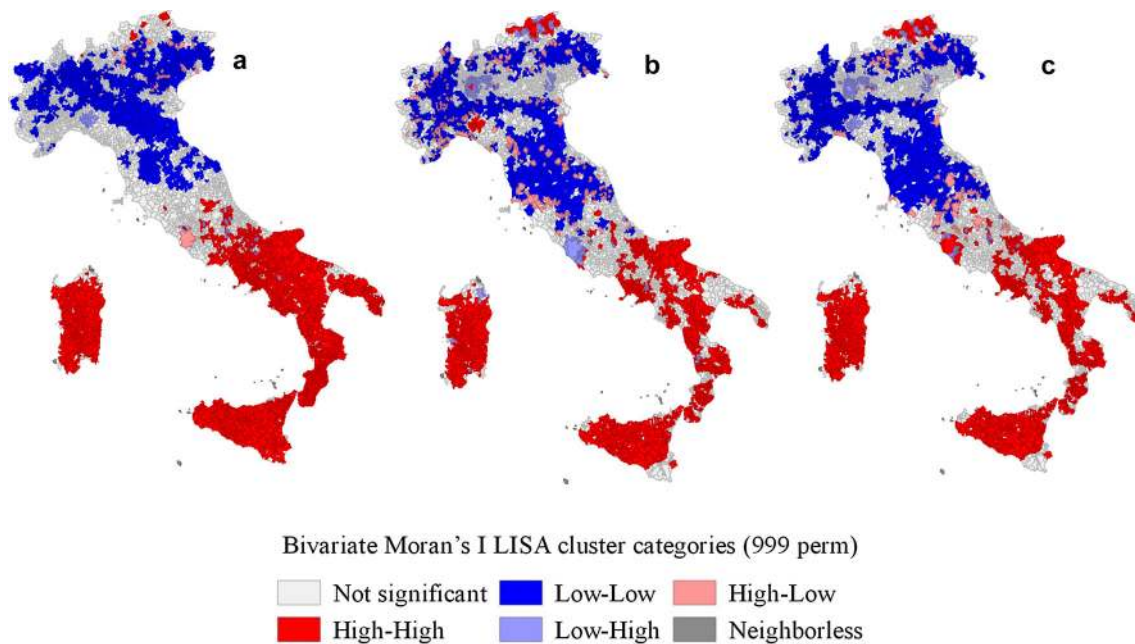 a
b
c
Bivariate Moran's I LISA cluster categories (999 perm)
Not significant Low-Low High-Low
High-High Low-High Neighborless